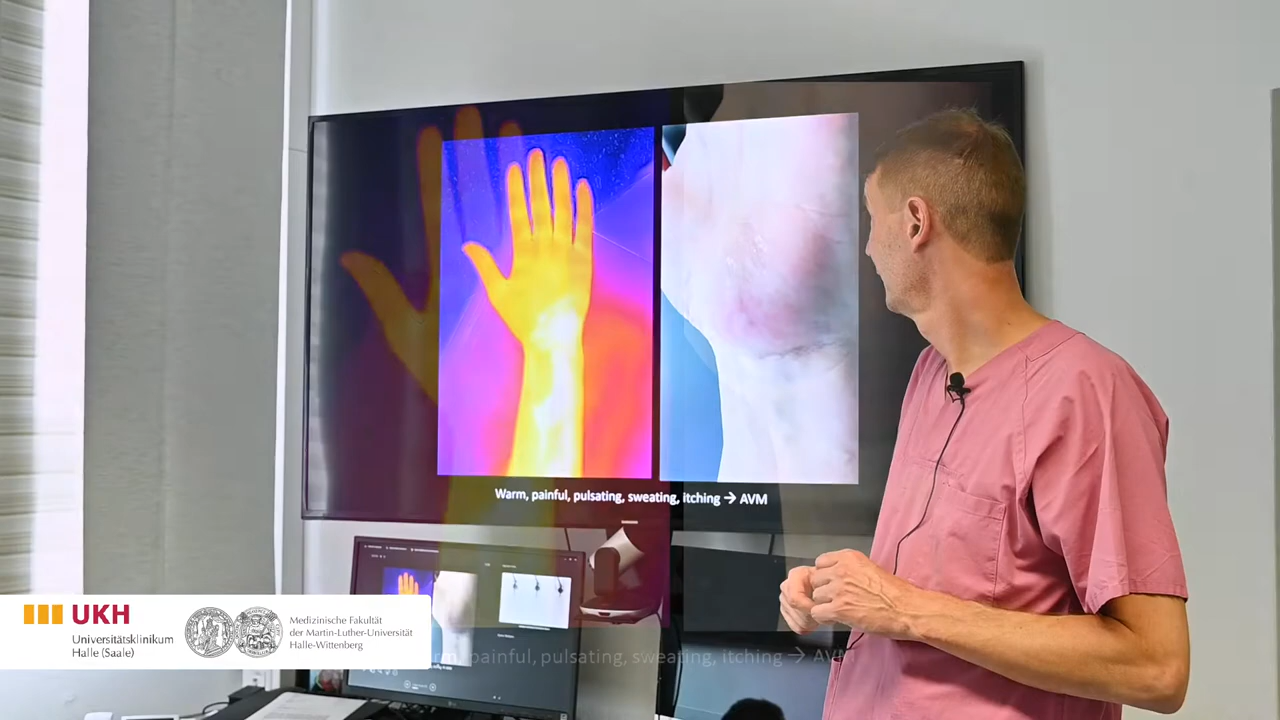 Warm, painful, pulsating, sweating, itching → AVM
UKH
Universitätsklinikum
Halle (Saale)
Medizinische Fakultät
der Martin-Luther-Universität
Halle-Wittenberg
painful, pulsating, sweating, itching → AVM